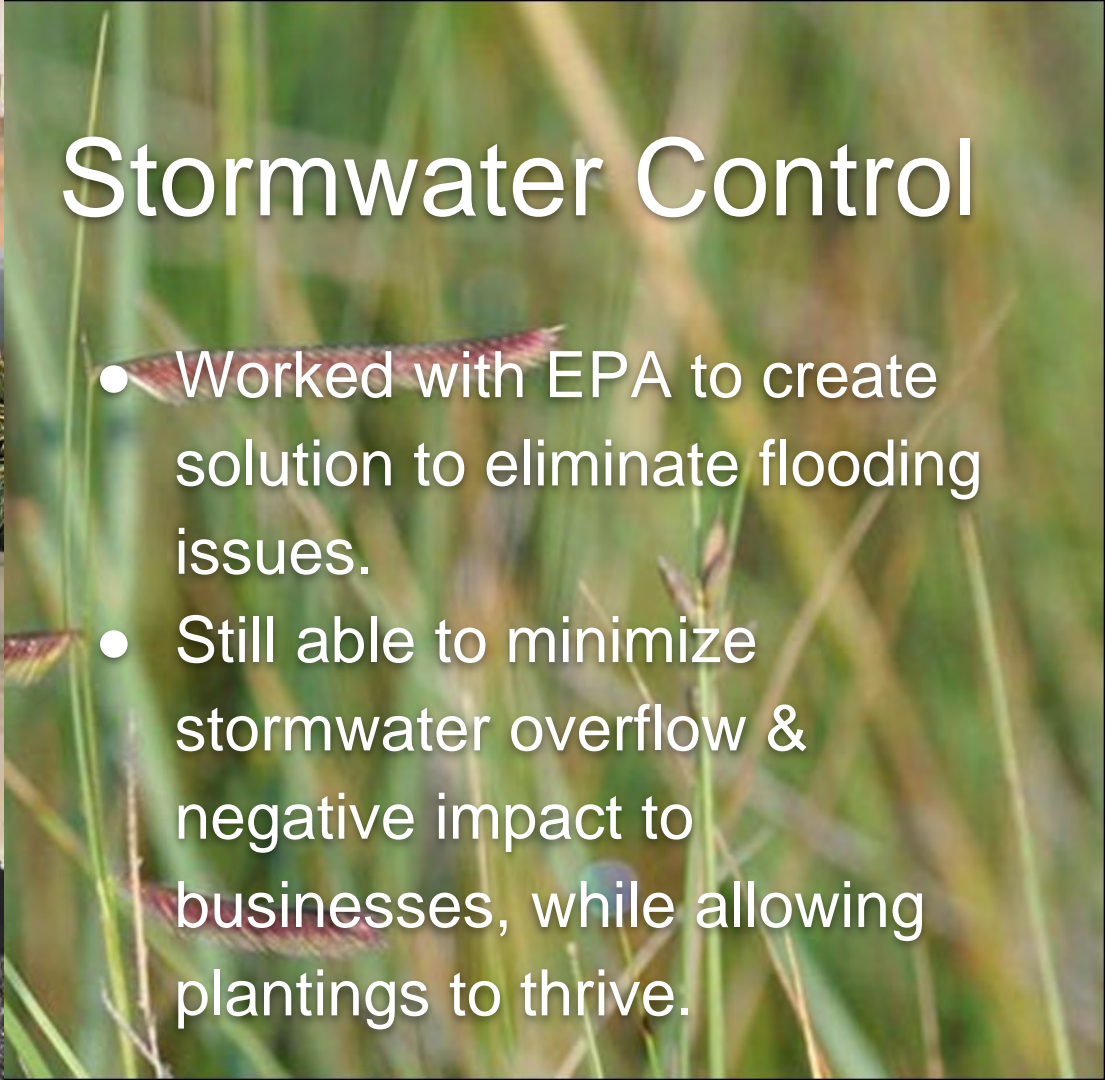 Stormwater Control
● Worked with EPA to create
solution to eliminate flooding
issues.
● Still able to minimize
stormwater overflow &
negative impact to
businesses, while allowing
plantings to thrive.